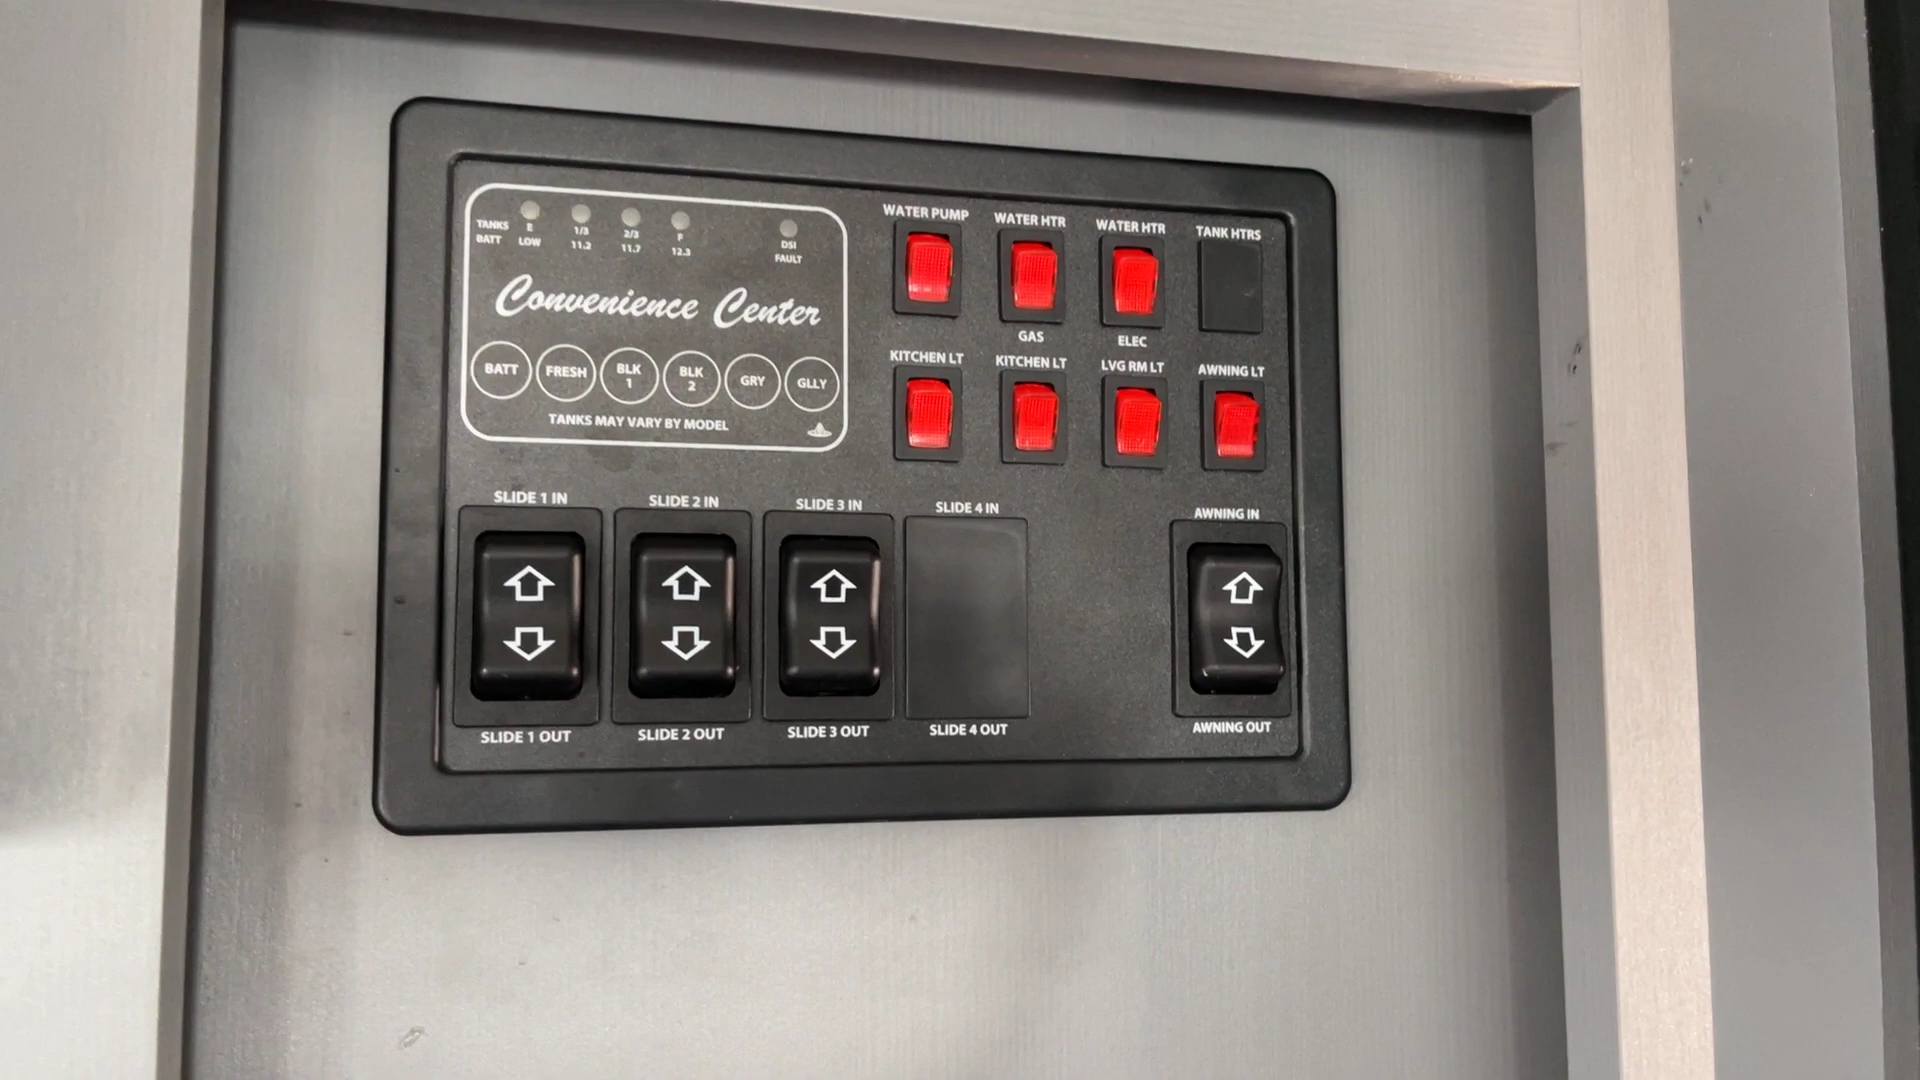 TANKS E 1/3 2/3 F DSI
BATT LOW 11.2 11.7 12.3 FAULT
Convenience Center
BATT FRESH BLK 1 BLK 2 GRY GLLY
TANKS MAY VARY BY MODEL
WATER PUMP WATER HTR WATER HTR TANK HTRS
GAS ELEC
KITCHEN LT KITCHEN LT LVG RM LT AWNING LT
SLIDE 1 IN SLIDE 2 IN SLIDE 3 IN SLIDE 4 IN AWNING IN
SLIDE 1 OUT SLIDE 2 OUT SLIDE 3 OUT SLIDE 4 OUT AWNING OUT